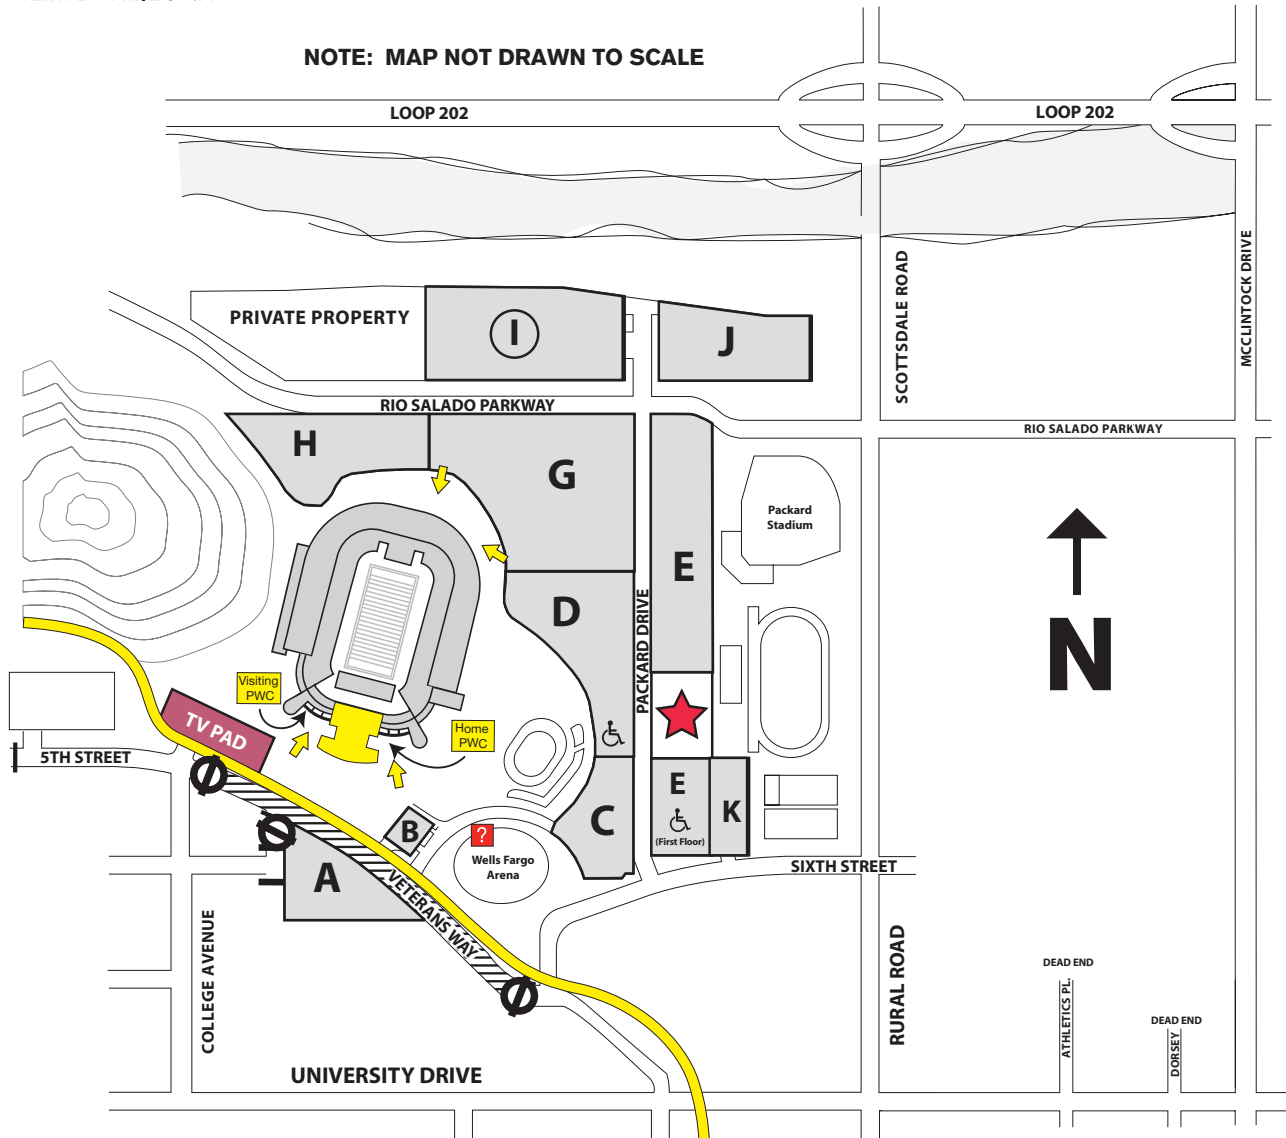 NOTE: MAP NOT DRAWN TO SCALE
LOOP 202
LOOP 202
SCOTTSDALE ROAD
MCCLINTOCK DRIVE
PRIVATE PROPERTY
I
J
RIO SALADO PARKWAY
RIO SALADO PARKWAY
H
G
Packard
Stadium
E
D
PACKARD DRIVE
N
Visiting
PWC
Home
PWC
TV PAD
5TH STREET
E
(First Floor)
K
C
B
?
Wells Fargo
Arena
A
VETERANS WAY
SIXTH STREET
COLLEGE AVENUE
RURAL ROAD
DEAD END
ATHLETICS PL.
DEAD END
DORSEY
UNIVERSITY DRIVE